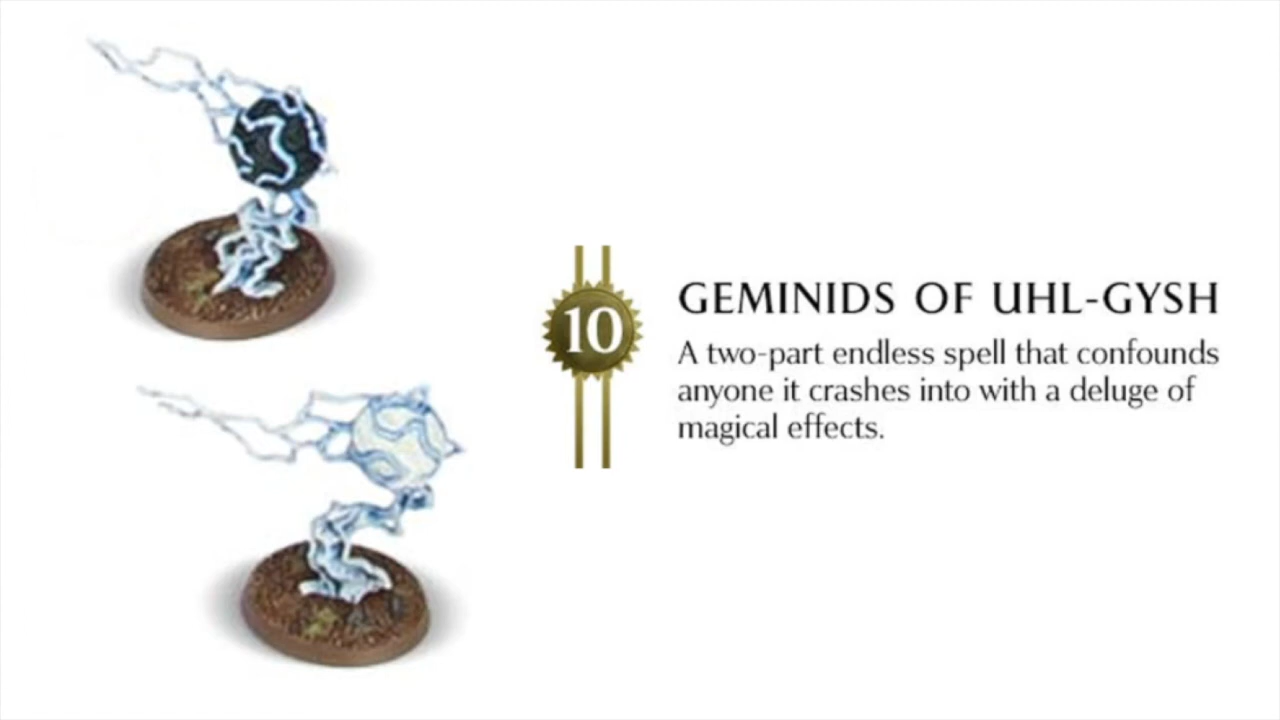 10
GEMINIDS OF UHL-GYSH
A two-part endless spell that confounds
anyone it crashes into with a deluge of
magical effects.